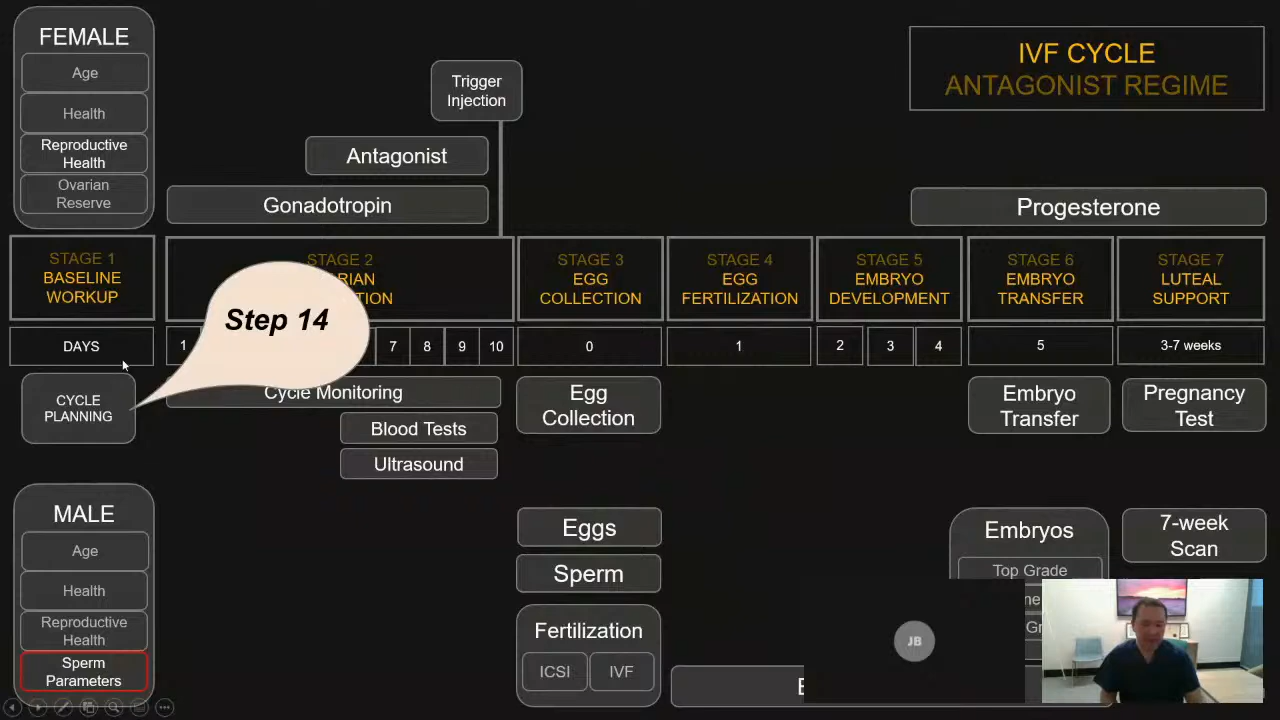 FEMALE
Age
Health
Reproductive
Health
Ovarian
Reserve
Trigger
Injection
Antagonist
Gonadotropin
IVF CYCLE
ANTAGONIST REGIME
Progesterone
STAGE 1
BASELINE
WORKUP
STAGE 2
STAGE 3
EGG
COLLECTION
STAGE 4
EGG
FERTILIZATION
STAGE 5
EMBRYO
DEVELOPMENT
STAGE 6
EMBRYO
TRANSFER
STAGE 7
LUTEAL
SUPPORT
Step 14
DAYS
1
7
8
9
10
0
1
2
3
4
5
3-7 weeks
CYCLE
PLANNING
Cycle Monitoring
Blood Tests
Ultrasound
Egg
Collection
Embryo
Transfer
Pregnancy
Test
MALE
Age
Health
Reproductive
Health
Sperm
Parameters
Eggs
Sperm
Fertilization
ICSI
IVF
Embryos
Top Grade
7-week
Scan
JB